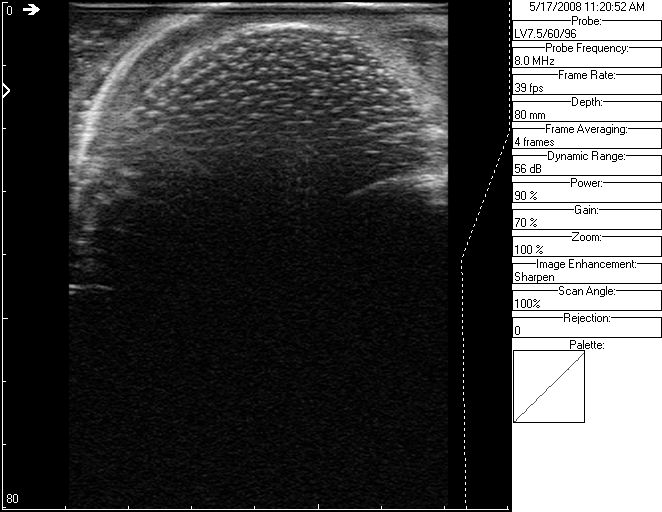 0
80
5/17/2008 11:20:52 AM
Probe:
LV7.5/60/96
Probe Frequency:
8.0 MHz
Frame Rate:
39 fps
Depth:
80 mm
Frame Averaging:
4 frames
Dynamic Range:
56 dB
Power:
90 %
Gain:
70 %
Zoom:
100 %
Image Enhancement:
Sharpen
Scan Angle:
100%
Rejection:
0
Palette: